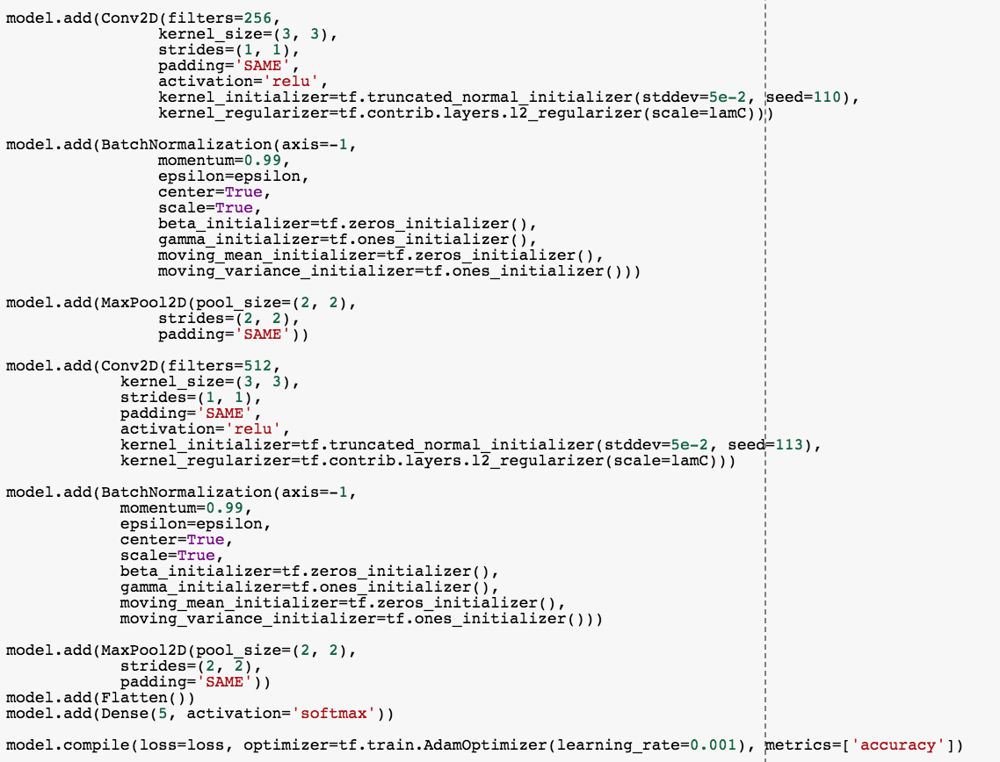 model.add(Conv2D(filters=256,
                kernel_size=(3, 3),
                strides=(1, 1),
                padding='SAME',
                activation='relu',
                kernel_initializer=tf.truncated_normal_initializer(stddev=5e-2, seed=110),
                kernel_regularizer=tf.contrib.layers.l2_regularizer(scale=lamC)))

model.add(BatchNormalization(axis=-1,
                momentum=0.99,
                epsilon=epsilon,
                center=True,
                scale=True,
                beta_initializer=tf.zeros_initializer(),
                gamma_initializer=tf.ones_initializer(),
                moving_mean_initializer=tf.zeros_initializer(),
                moving_variance_initializer=tf.ones_initializer()))

model.add(MaxPool2D(pool_size=(2, 2),
                strides=(2, 2),
                padding='SAME'))

model.add(Conv2D(filters=512,
            kernel_size=(3, 3),
            strides=(1, 1),
            padding='SAME',
            activation='relu',
            kernel_initializer=tf.truncated_normal_initializer(stddev=5e-2, seed=113),
            kernel_regularizer=tf.contrib.layers.l2_regularizer(scale=lamC)))

model.add(BatchNormalization(axis=-1,
            momentum=0.99,
            epsilon=epsilon,
            center=True,
            scale=True,
            beta_initializer=tf.zeros_initializer(),
            gamma_initializer=tf.ones_initializer(),
            moving_mean_initializer=tf.zeros_initializer(),
            moving_variance_initializer=tf.ones_initializer()))

model.add(MaxPool2D(pool_size=(2, 2),
            strides=(2, 2),
            padding='SAME'))
model.add(Flatten())
model.add(Dense(5, activation='softmax'))

model.compile(loss=loss, optimizer=tf.train.AdamOptimizer(learning_rate=0.001), metrics=['accuracy'])